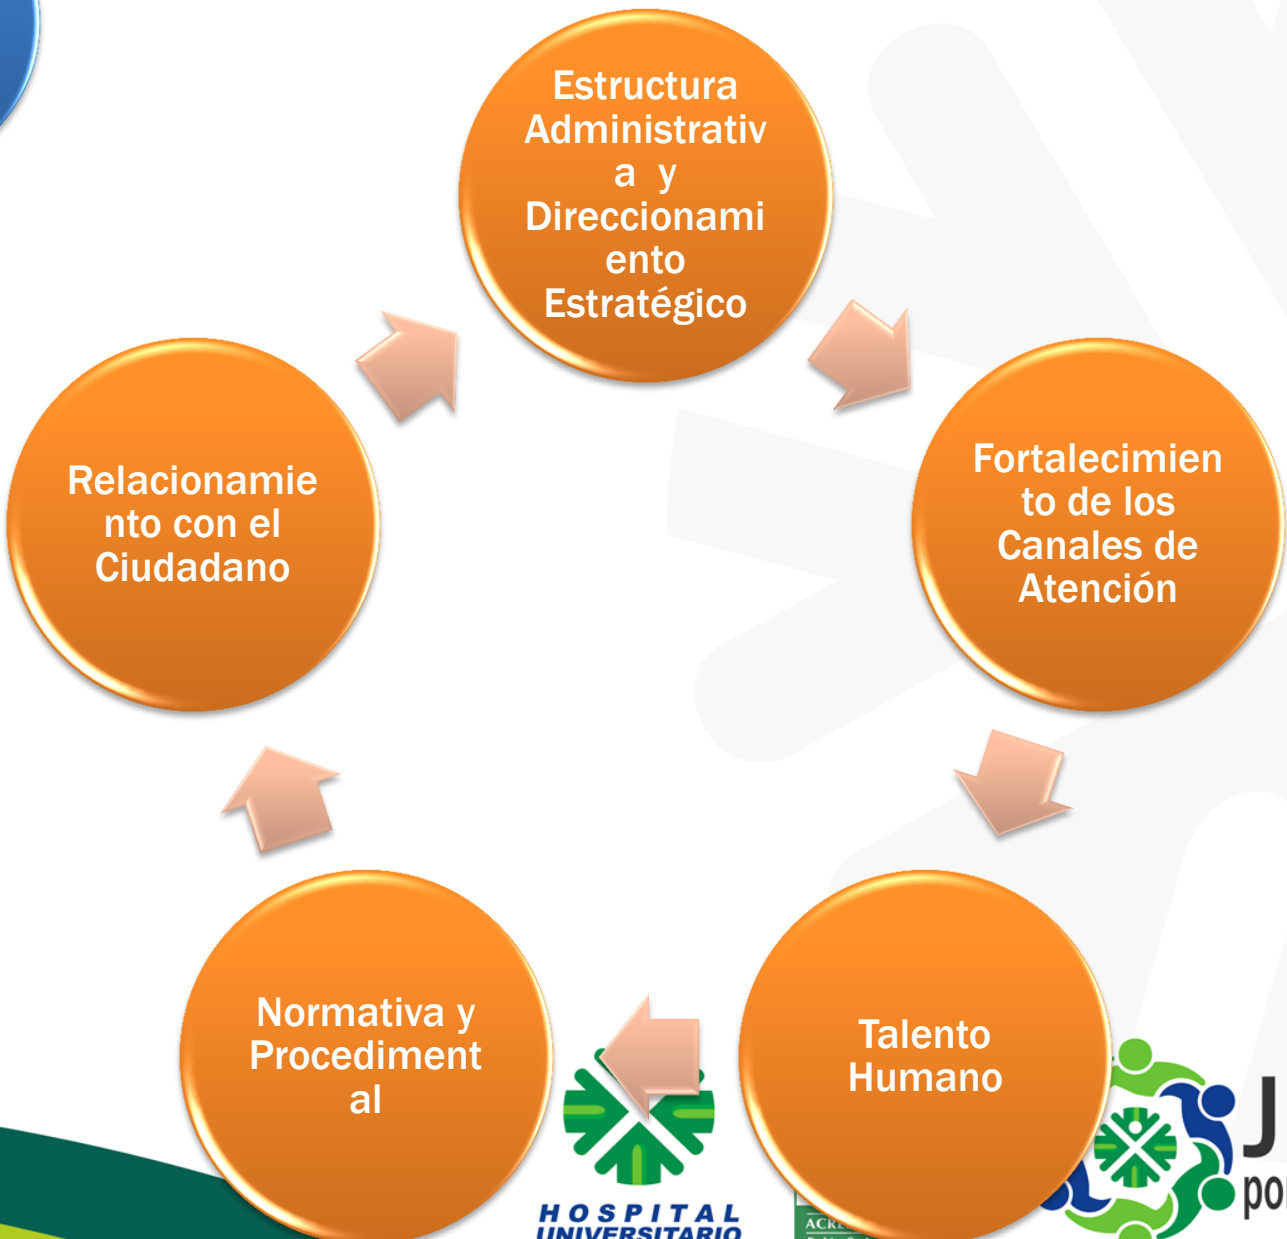 Estructura
Administrativ
a y
Direccionami
ento
Estratégico
Fortalecimien
to de los
Canales de
Atención
Talento
Humano
Normativa y
Procediment
al
Relacionamie
nto con el
Ciudadano
HOSPITAL
UNIVERSITARIO
J